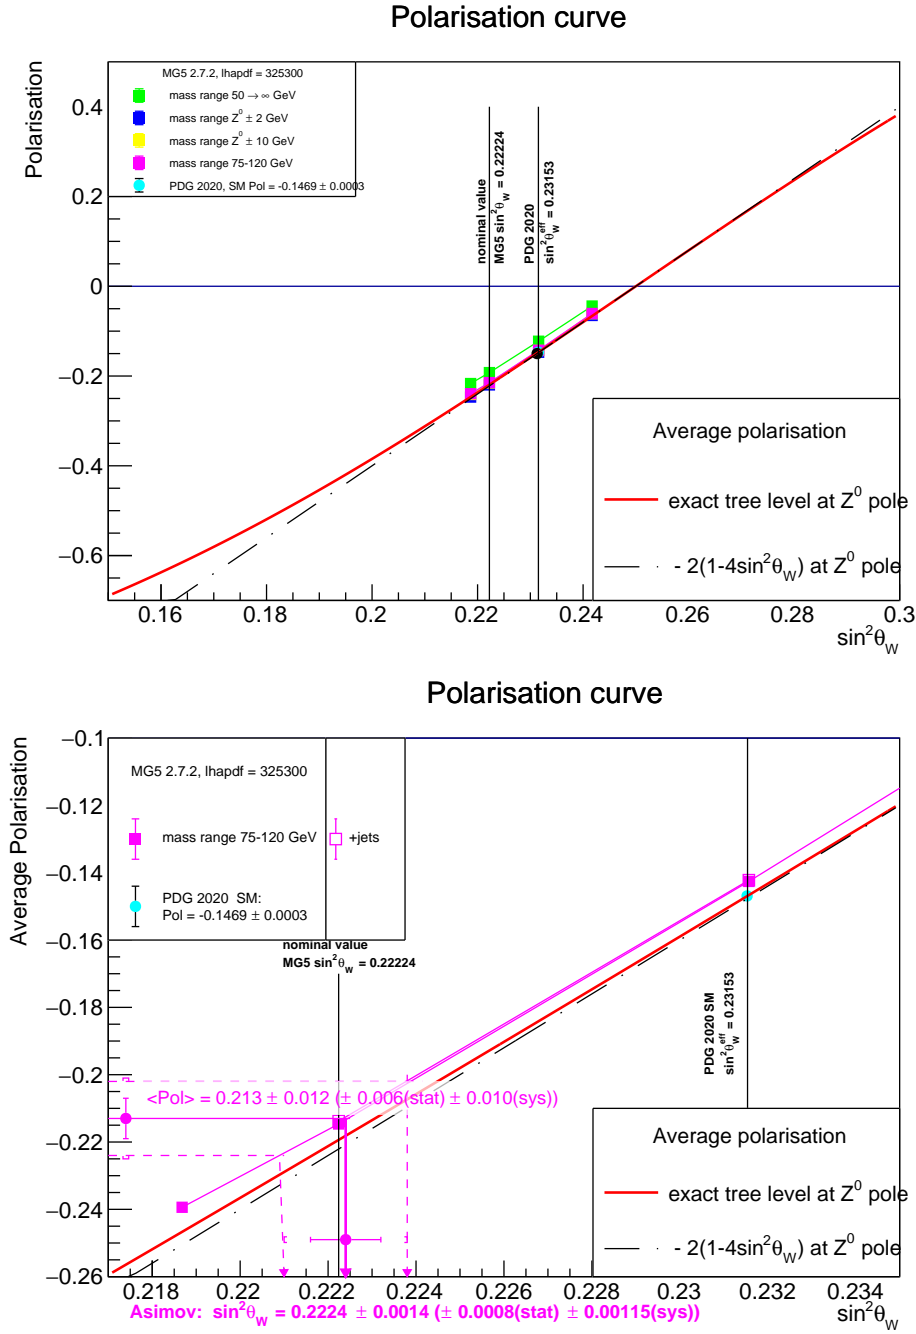 Polarisation curve
Polarisation
MG5 2.7.2, lhapdf = 325300
mass range 50 → ∞ GeV
mass range Z⁰ ± 2 GeV
mass range Z⁰ ± 10 GeV
mass range 75-120 GeV
PDG 2020, SM Pol = -0.1469 ± 0.0003
nominal value
MG5 sin²θ_W = 0.22224
PDG 2020
sin²θ_W^eff = 0.23153
0.4
0.2
0
−0.2
−0.4
−0.6
Average polarisation
exact tree level at Z⁰ pole
- 2(1-4sin²θ_W) at Z⁰ pole
0.16 0.18 0.2 0.22 0.24 0.26 0.28 0.3
sin²θ_W
Polarisation curve
Average Polarisation
MG5 2.7.2, lhapdf = 325300
mass range 75-120 GeV
+jets
PDG 2020 SM:
Pol = -0.1469 ± 0.0003
nominal value
MG5 sin²θ_W = 0.22224
PDG 2020 SM
sin²θ_W^eff = 0.23153
−0.1
−0.12
−0.14
−0.16
−0.18
−0.2
−0.22
−0.24
−0.26
<Pol> = 0.213 ± 0.012 (± 0.006(stat) ± 0.010(sys))
Average polarisation
exact tree level at Z⁰ pole
- 2(1-4sin²θ_W) at Z⁰ pole
0.218 0.22 0.222 0.224 0.226 0.228 0.23 0.232 0.234
sin²θ_W
Asimov: sin²θ_W = 0.2224 ± 0.0014 (± 0.0008(stat) ± 0.00115(sys))